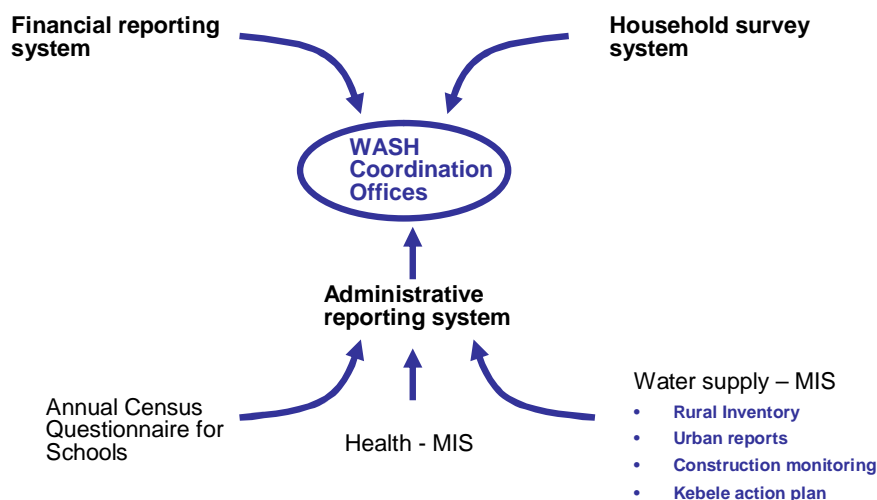 Financial reporting
system
Household survey
system
WASH
Coordination
Offices
Administrative
reporting system
Annual Census
Questionnaire for
Schools
Health - MIS
Water supply – MIS
• Rural Inventory
• Urban reports
• Construction monitoring
• Kebele action plan